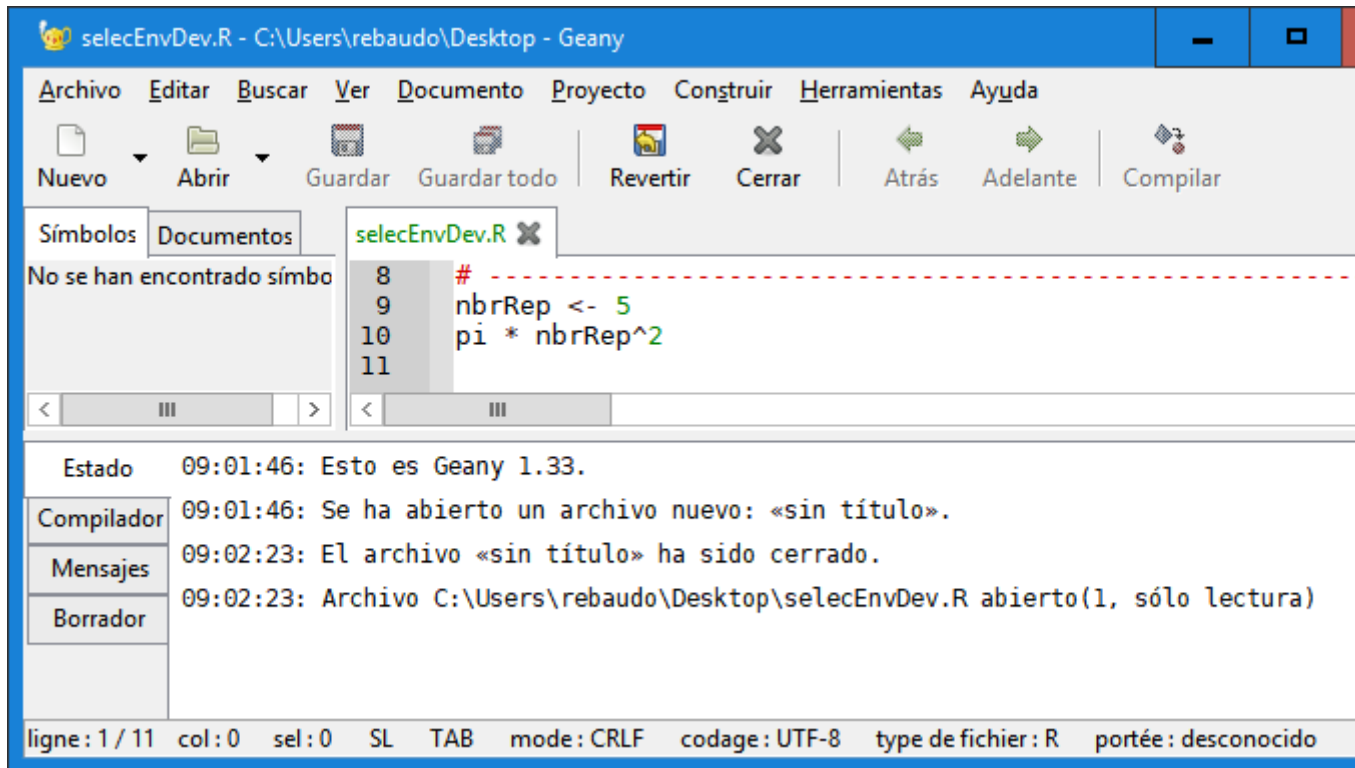 selecEnvDev.R - C:\Users\rebaudo\Desktop - Geany
Archivo Editar Buscar Ver Documento Proyecto Construir Herramientas Ayuda
Nuevo Abrir Guardar Guardar todo Revertir Cerrar Atrás Adelante Compilar
Símbolos Documentos selecEnvDev.R
No se han encontrado símbo
8 # -------------------------------------------------------
9 nbrRep <- 5
10 pi * nbrRep^2
11
Estado
Compilador
Mensajes
Borrador
09:01:46: Esto es Geany 1.33.
09:01:46: Se ha abierto un archivo nuevo: «sin título».
09:02:23: El archivo «sin título» ha sido cerrado.
09:02:23: Archivo C:\Users\rebaudo\Desktop\selecEnvDev.R abierto(1, sólo lectura)
ligne : 1 / 11 col : 0 sel : 0 SL TAB mode : CRLF codage : UTF-8 type de fichier : R portée : desconocido